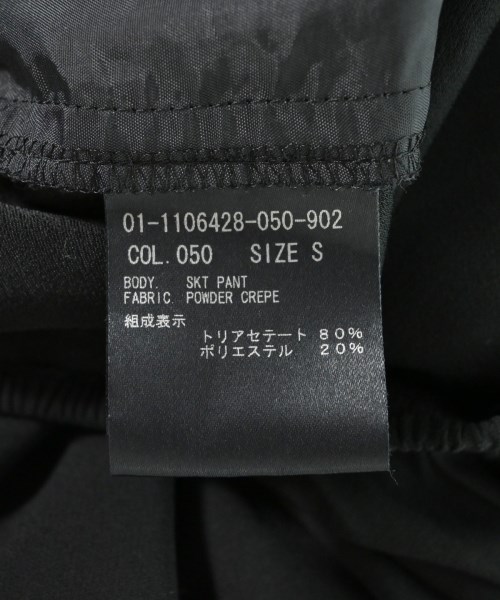 01-1106428-050-902
COL.050 SIZE S
BODY. SKT PANT
FABRIC. POWDER CREPE
組成表示
トリアセテート 80%
ポリエステル 20%